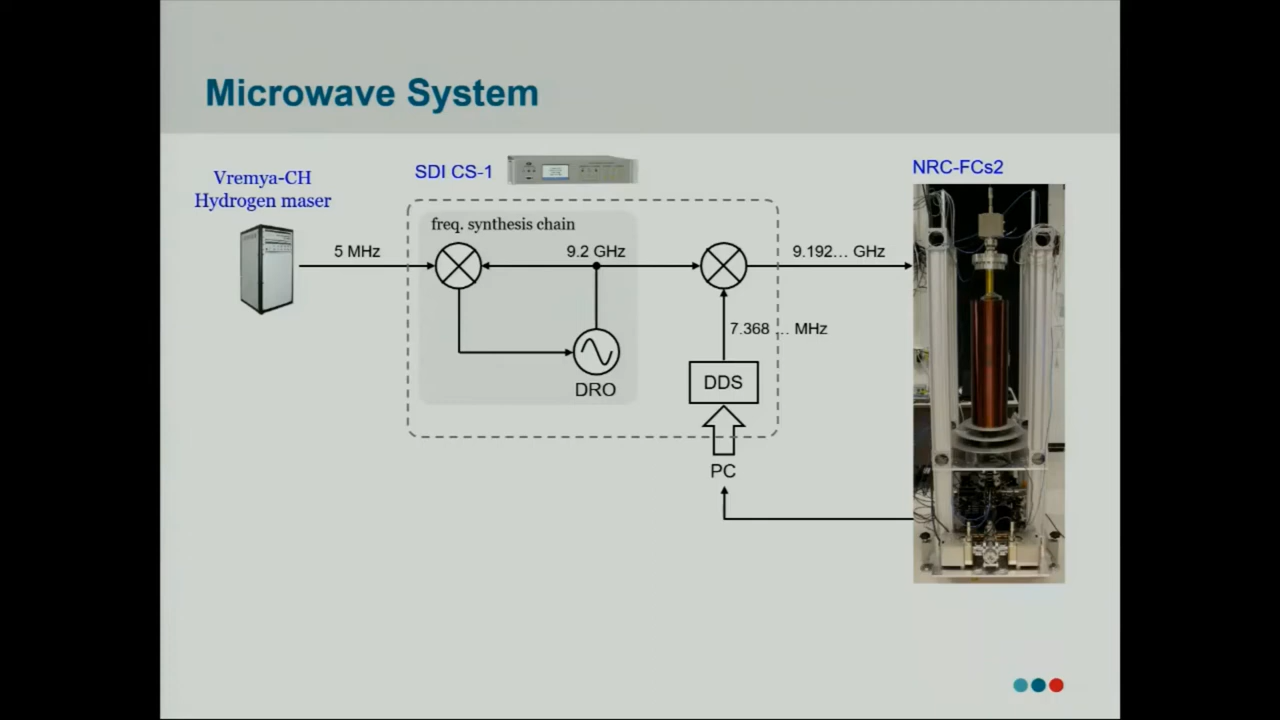 Microwave System
Vremya-CH
Hydrogen maser
SDI CS-1
NRC-FCs2
freq. synthesis chain
5 MHz
9.2 GHz
9.192... GHz
7.368 ... MHz
DRO
DDS
PC